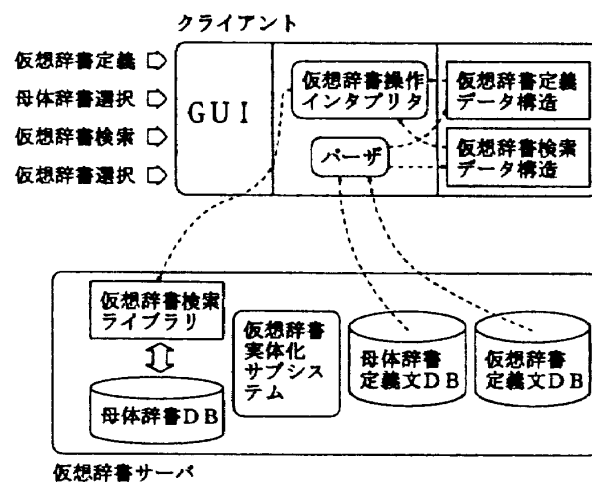 クライアント
仮想辞書定義
母体辞書選択
仮想辞書検索
仮想辞書選択
GUI
仮想辞書操作
インタプリタ
パーザ
仮想辞書定義
データ構造
仮想辞書検索
データ構造
仮想辞書検索
ライブラリ
母体辞書DB
仮想辞書
実体化
サブシス
テム
母体辞書
定義文DB
仮想辞書
定義文DB
仮想辞書サーバ